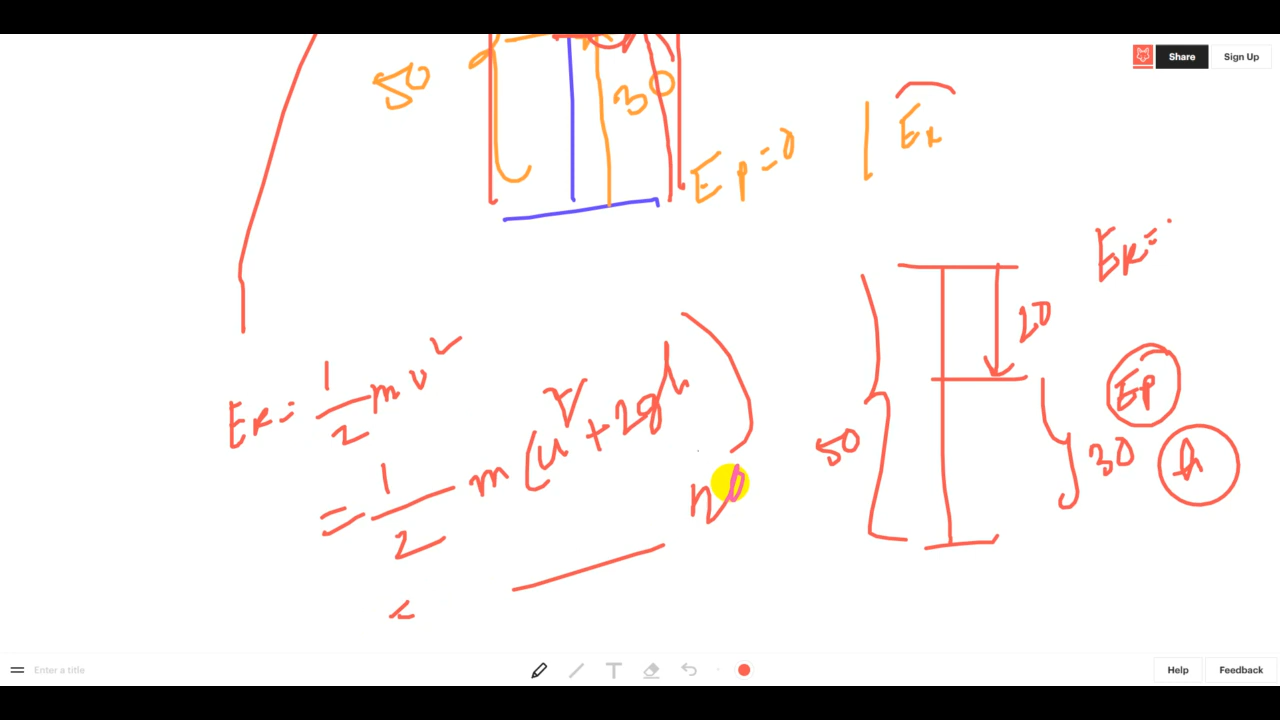 Share
Sign Up
50
30
Ep=0
Ek
Ek=
20
Ek= 1/2 mv²
Ep
50
30
h
= 1/2 m(u²+2gh)
20
Enter a title
T
Help
Feedback